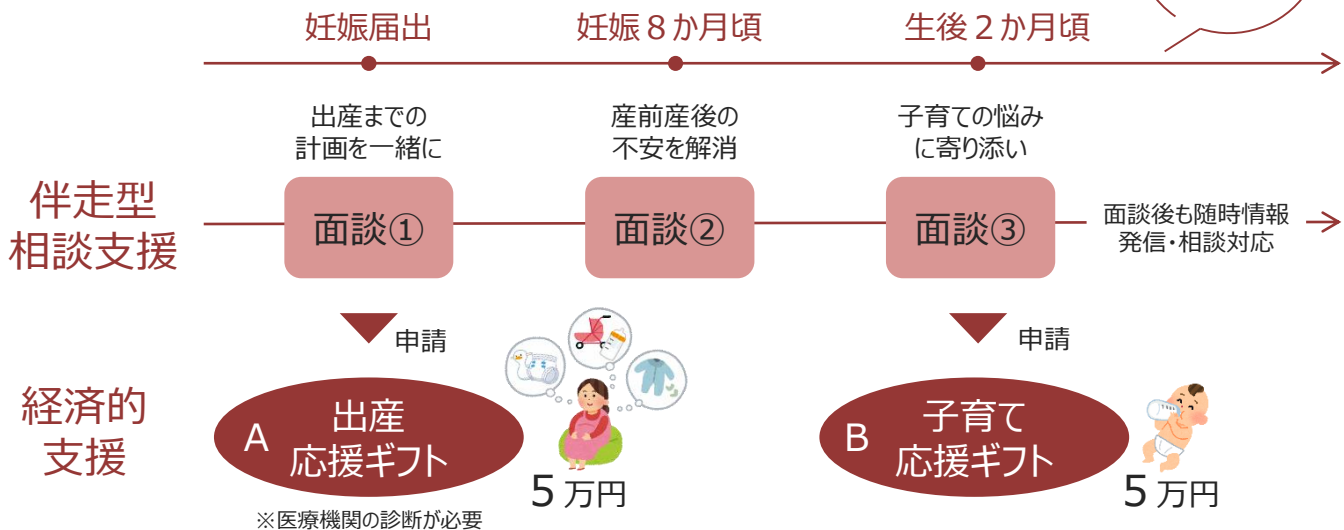 妊娠届出
妊娠８か月頃
生後２か月頃
出産までの
計画を一緒に
産前産後の
不安を解消
子育ての悩み
に寄り添い
伴走型
相談支援
面談①
面談②
面談③
面談後も随時情報
発信・相談対応
申請
申請
経済的
支援
A
出産
応援ギフト
５万円
B
子育て
応援ギフト
５万円
※医療機関の診断が必要